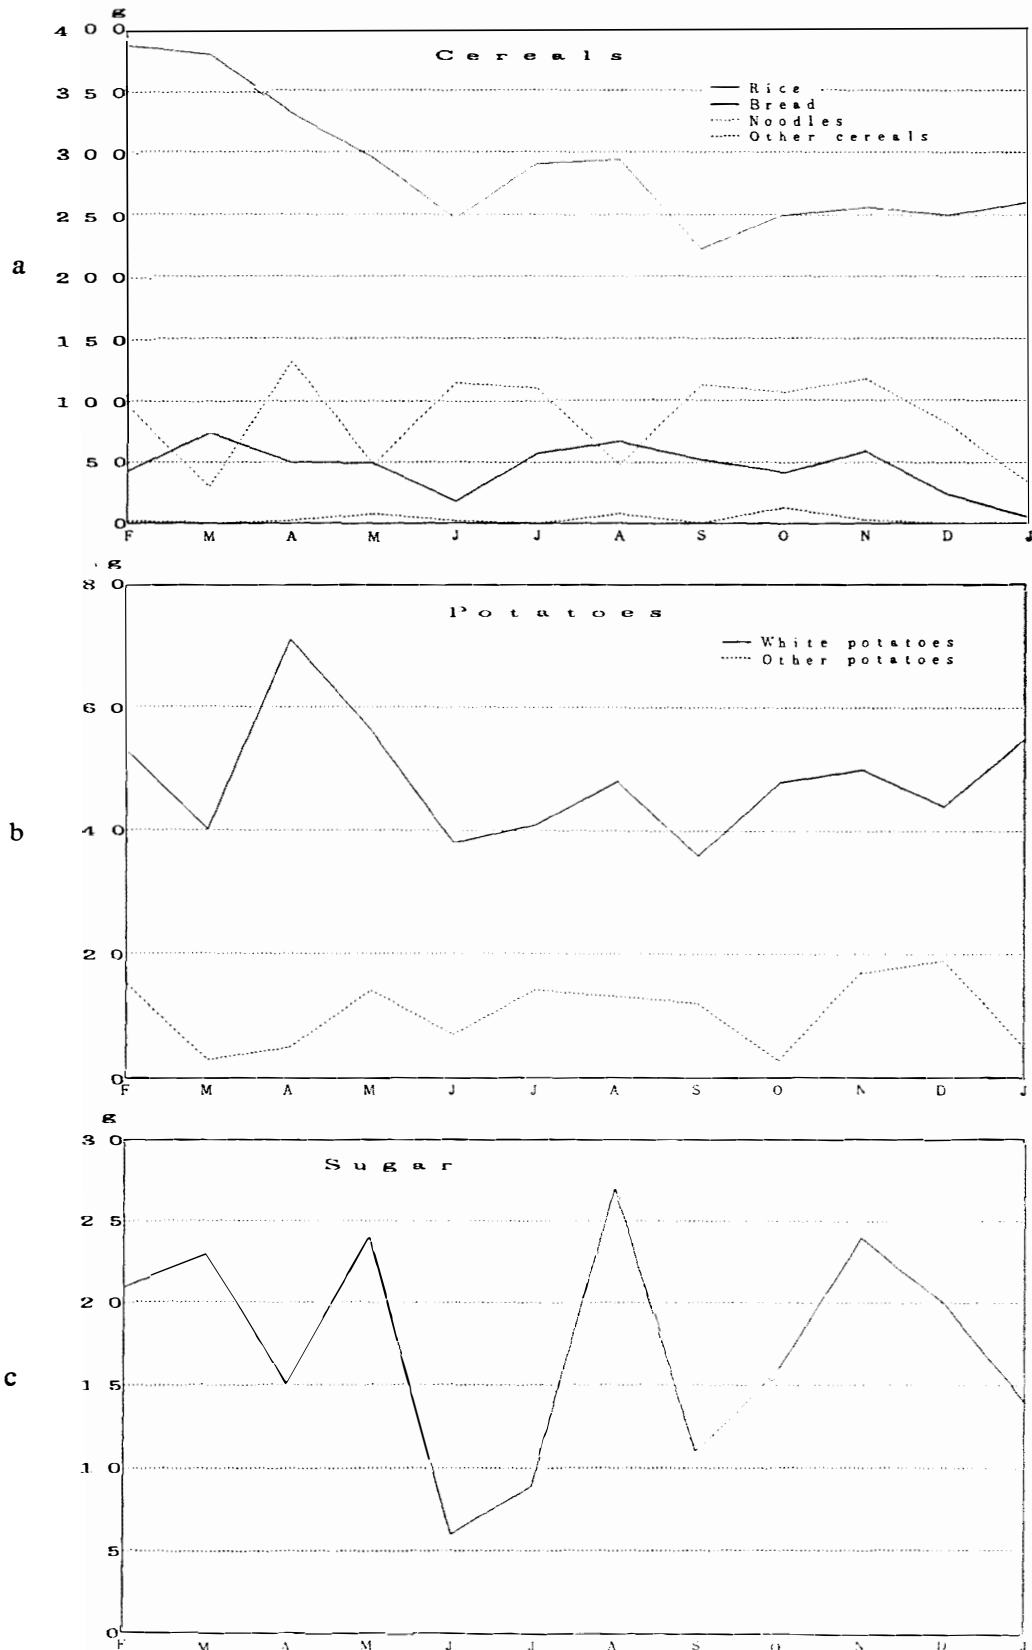 g
400
Cereals
Rice
350
Bread
Noodles
Other cereals
300
250
a
200
150
100
50
0
F M A M J J A S O N D J
g
80
Potatoes
White potatoes
Other potatoes
60
b
40
20
0
F M A M J J A S O N D J
g
30
Sugar
25
20
c
15
10
5
0
F M A M J J A S O N D J